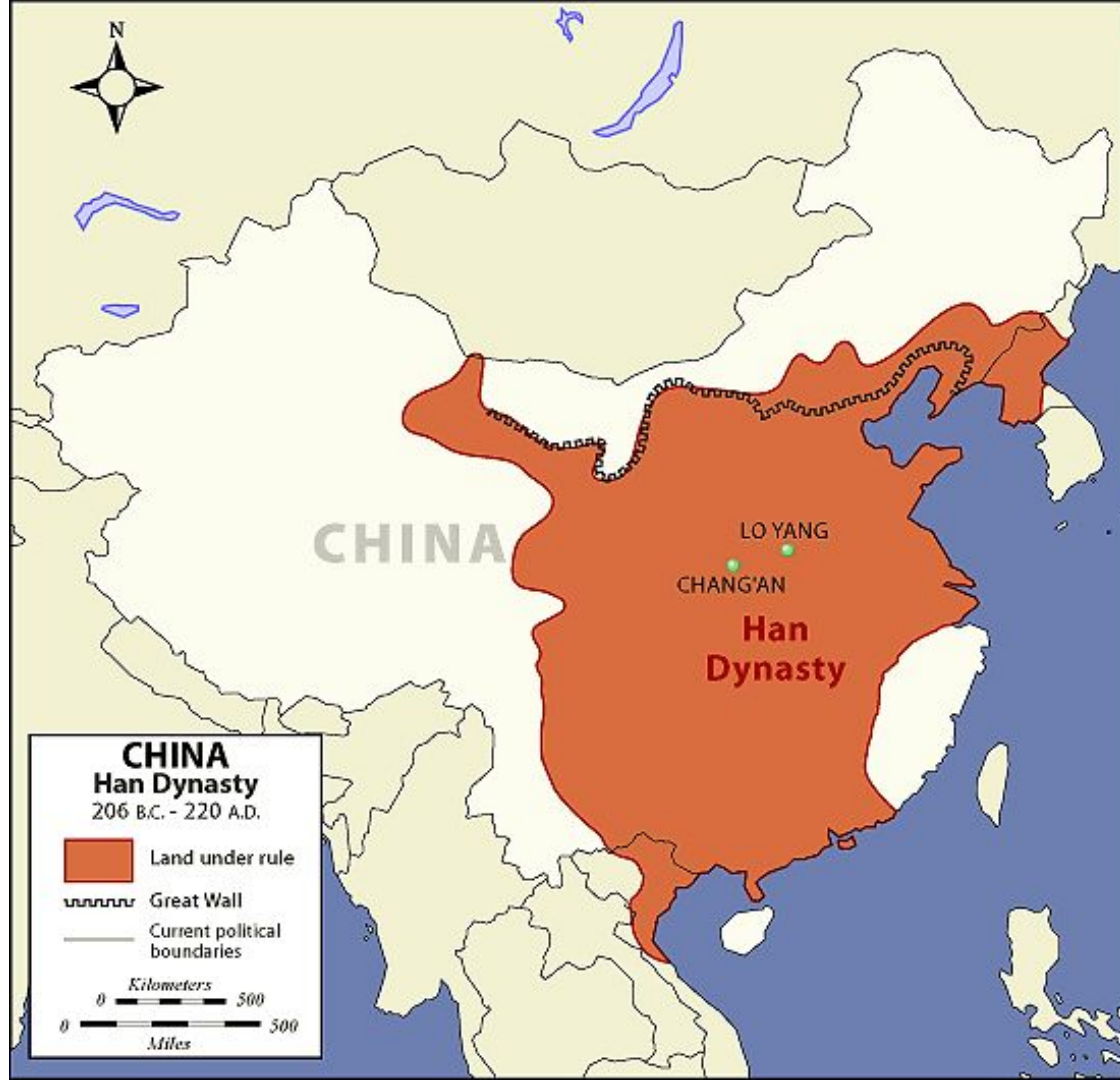 N
CHINA
LO YANG
CHANG'AN
Han
Dynasty
CHINA
Han Dynasty
206 B.C. - 220 A.D.
Land under rule
Great Wall
Current political
boundaries
Kilometers
0 500
0 500
Miles